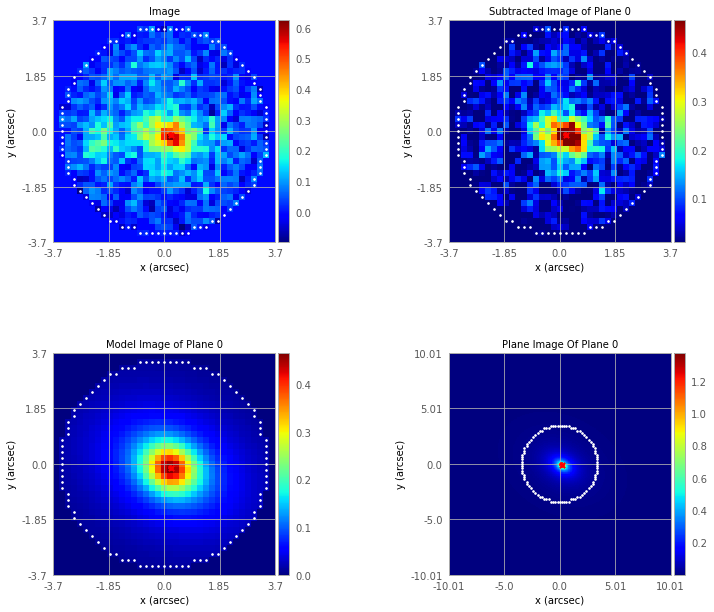 Image
3.7
1.85
0.0
-1.85
-3.7
y (arcsec)
-3.7 -1.85 0.0 1.85 3.7
x (arcsec)
0.6
0.5
0.4
0.3
0.2
0.1
0.0
Subtracted Image of Plane 0
3.7
1.85
0.0
-1.85
-3.7
y (arcsec)
-3.7 -1.85 0.0 1.85 3.7
x (arcsec)
0.4
0.3
0.2
0.1
Model Image of Plane 0
3.7
1.85
0.0
-1.85
-3.7
y (arcsec)
-3.7 -1.85 0.0 1.85 3.7
x (arcsec)
0.4
0.3
0.2
0.1
0.0
Plane Image Of Plane 0
10.01
5.01
0.0
-5.0
-10.01
y (arcsec)
-10.01 -5.0 0.0 5.01 10.01
x (arcsec)
1.2
1.0
0.8
0.6
0.4
0.2